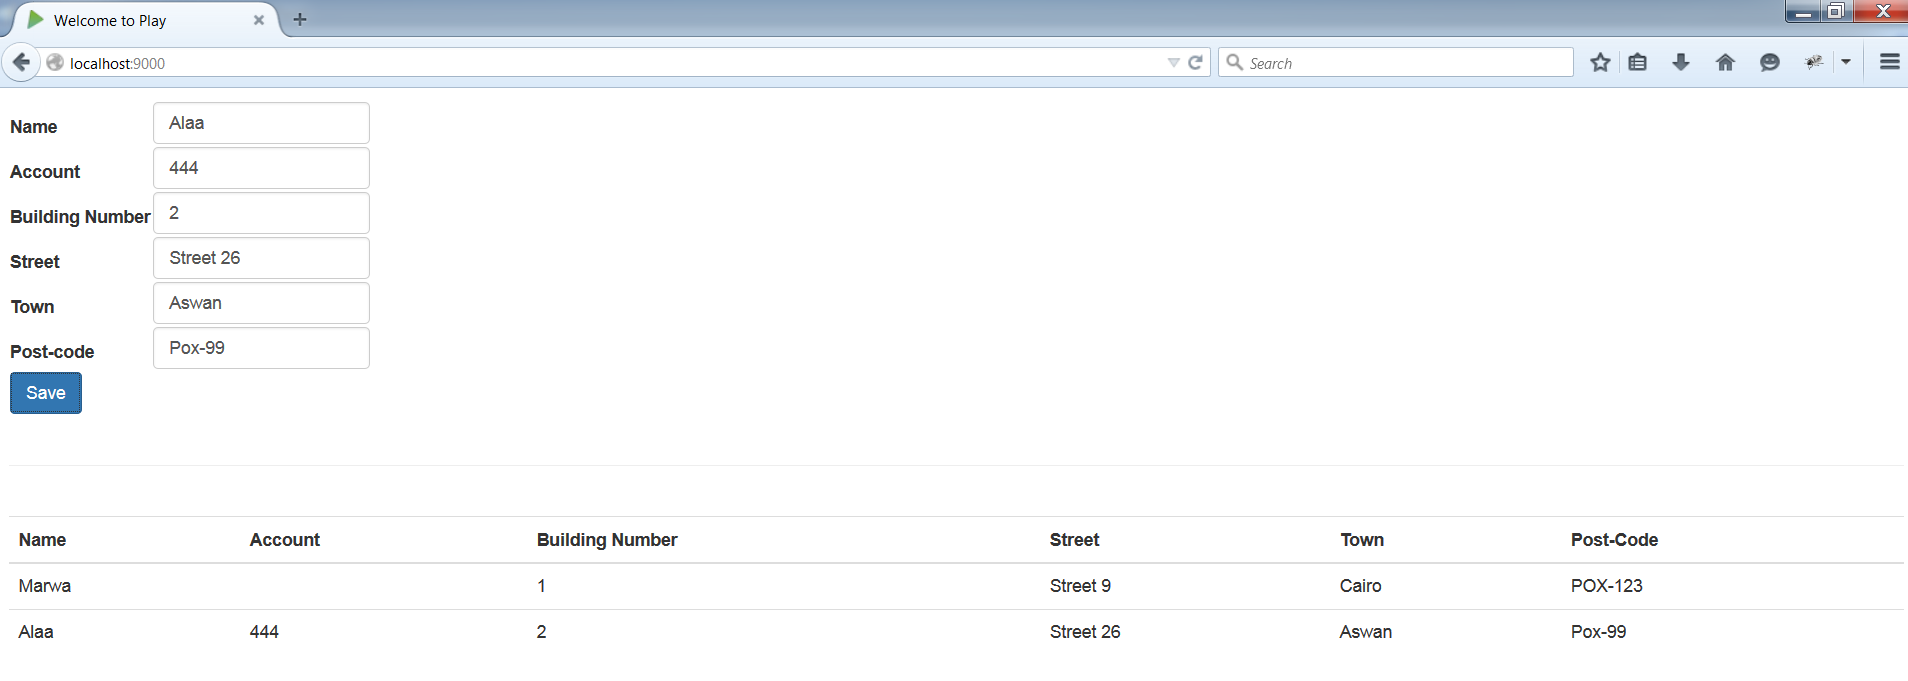 Welcome to Play
localhost:9000
Search
Name Alaa
Account 444
Building Number 2
Street Street 26
Town Aswan
Post-code Pox-99
Save
Name Account Building Number Street Town Post-Code
Marwa 1 Street 9 Cairo POX-123
Alaa 444 2 Street 26 Aswan Pox-99